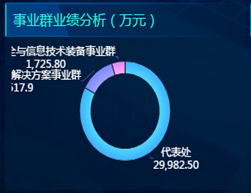 事业群业绩分析（万元）
与信息技术装备事业群
1,725.80
解决方案事业群
517.9
代表处
29,982.50